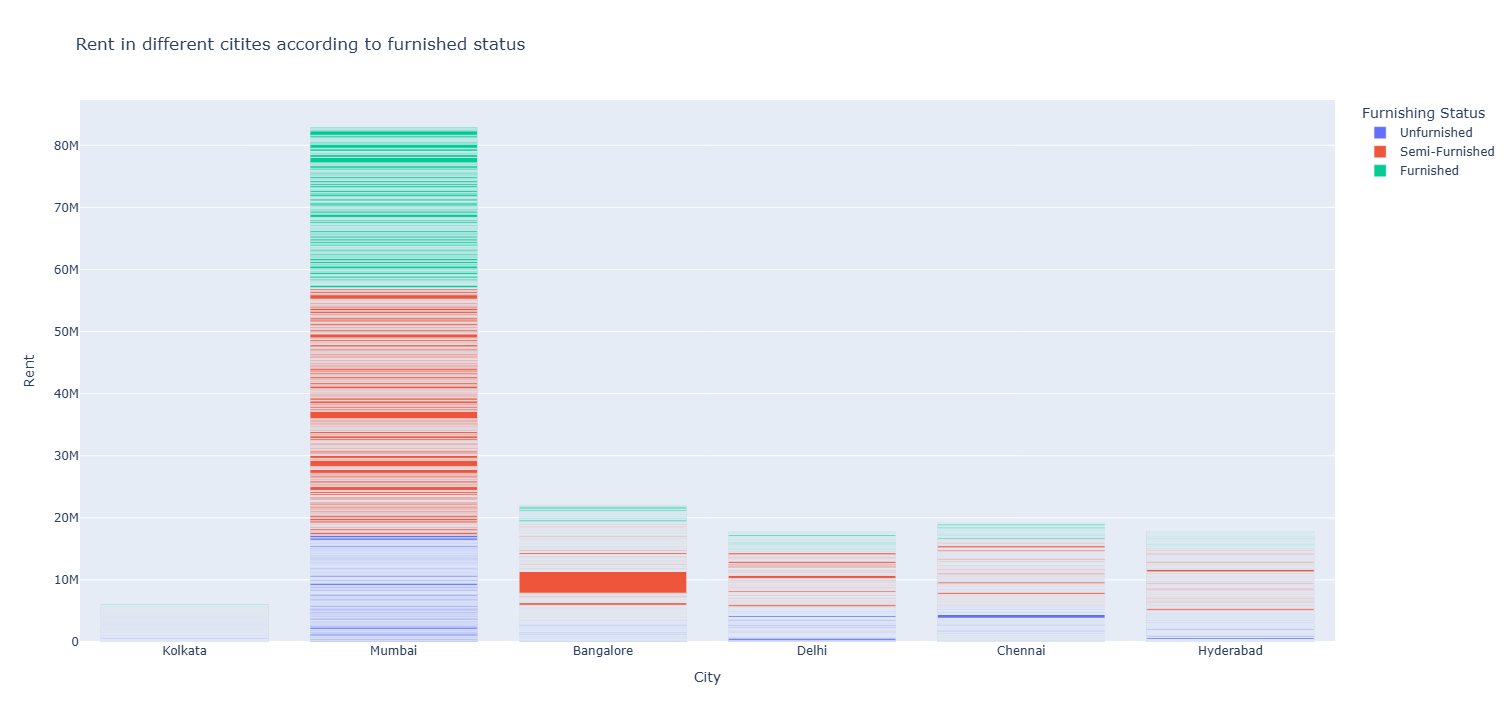 Rent in different citites according to furnished status
Furnishing Status
Unfurnished
Semi-Furnished
Furnished
80M
70M
60M
50M
40M
30M
20M
10M
0
Rent
Kolkata
Mumbai
Bangalore
Delhi
Chennai
Hyderabad
City